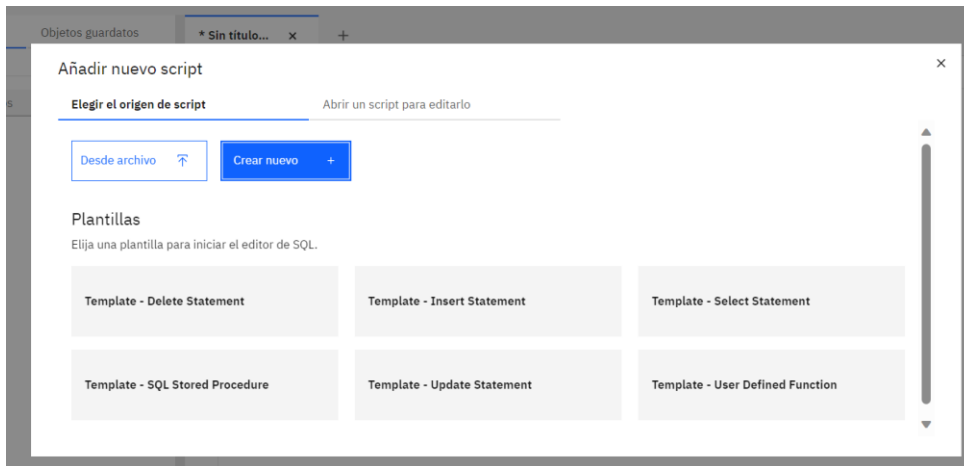 Objetos guardatos
* Sin título... × +
Añadir nuevo script ×
Elegir el origen de script Abrir un script para editarlo
Desde archivo Crear nuevo +
Plantillas
Elija una plantilla para iniciar el editor de SQL.
Template - Delete Statement
Template - Insert Statement
Template - Select Statement
Template - SQL Stored Procedure
Template - Update Statement
Template - User Defined Function